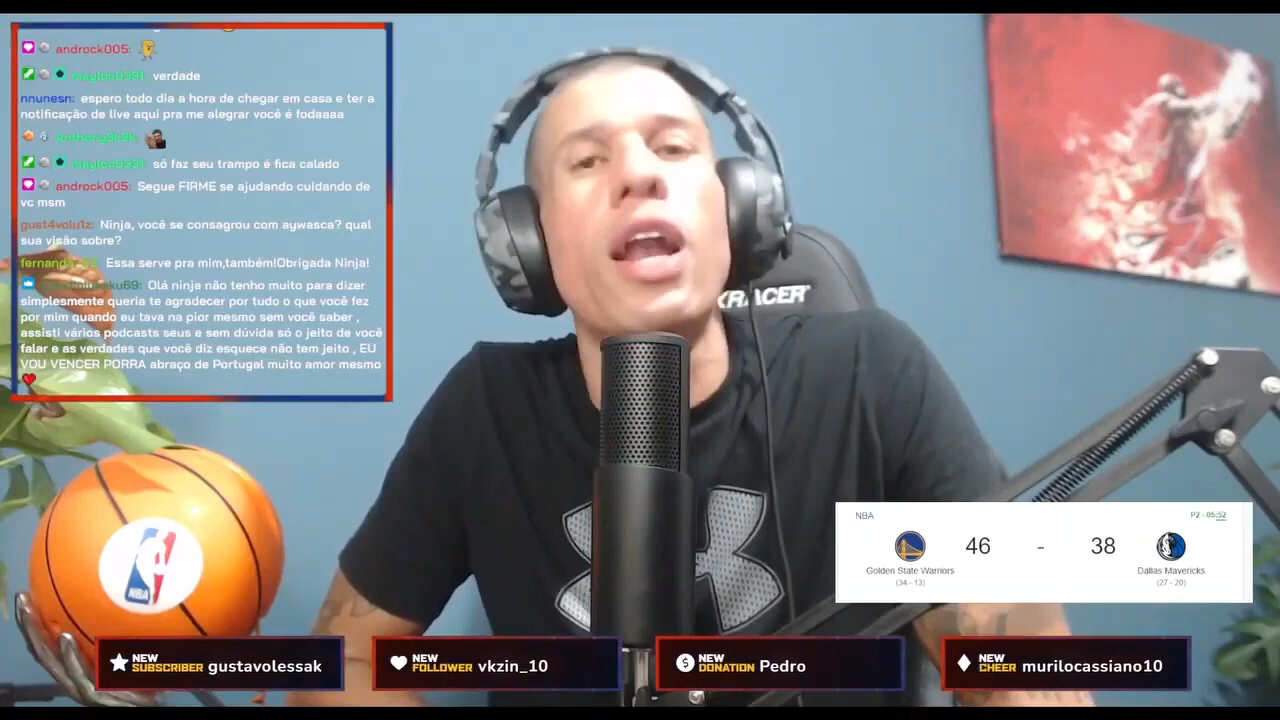 androck005:
verdade
nnunesn: espero todo dia a hora de chegar em casa e ter a
notificação de live aqui pra me alegrar você é fodaaaa
só faz seu trampo é fica calado
androck005: Segue FIRME se ajudando cuidando de
vc msm
gust4volu1z: Ninja, você se consagrou com aywasca? qual
sua visão sobre?
Essa serve pra mim,também!Obrigada Ninja!
Olá ninja não tenho muito para dizer
simplesmente queria te agradecer por tudo o que você fez
por mim quando eu tava na pior mesmo sem você saber ,
assisti vários podcasts seus e sem dúvida só o jeito de você
falar e as verdades que você diz esquece não tem jeito , EU
VOU VENCER PORRA abraço de Portugal muito amor mesmo
XRACER
NBA
NBA P2 - 05:52
46 - 38
Golden State Warriors Dallas Mavericks
(34 - 13) (27 - 20)
NEW SUBSCRIBER gustavolessak
NEW FOLLOWER vkzin_10
NEW DONATION Pedro
NEW CHEER murilocassiano10